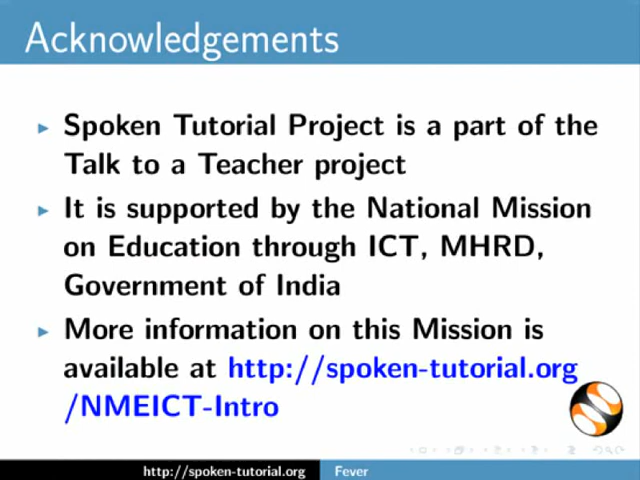 Acknowledgements
Spoken Tutorial Project is a part of the
Talk to a Teacher project
It is supported by the National Mission
on Education through ICT, MHRD,
Government of India
More information on this Mission is
available at http://spoken-tutorial.org
/NMEICT-Intro
http://spoken-tutorial.org Fever